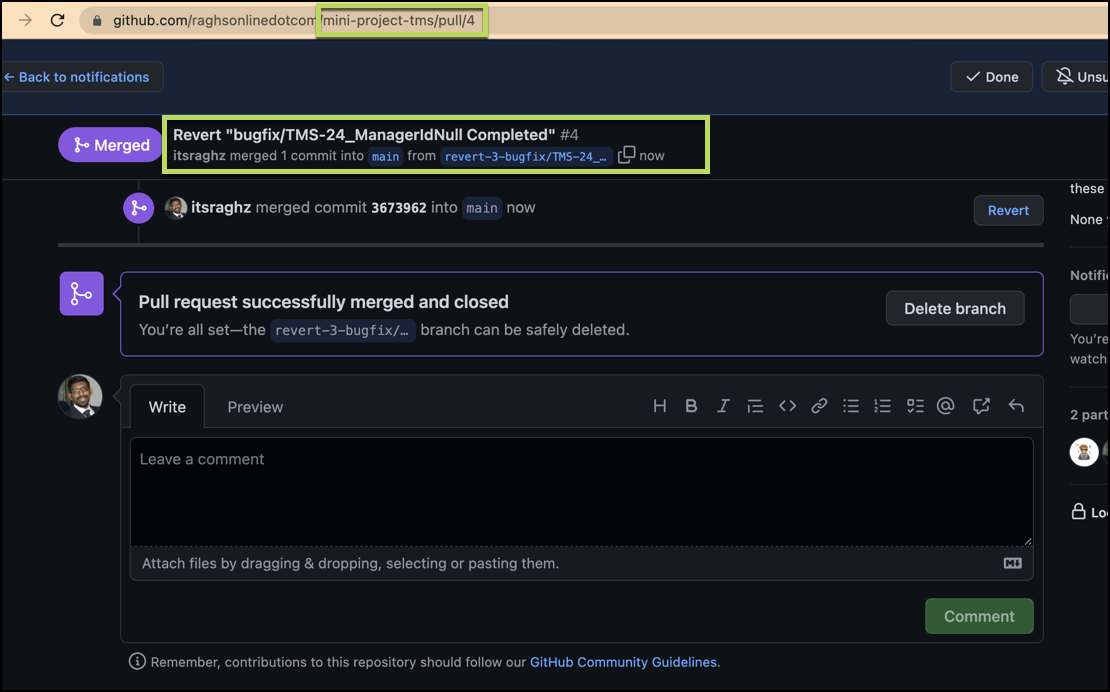 github.com/raghsonlinedotcom/mini-project-tms/pull/4
← Back to notifications
Done
Unsu
Merged
Revert "bugfix/TMS-24_ManagerIdNull Completed" #4
itsraghz merged 1 commit into main from revert-3-bugfix/TMS-24_… now
these
itsraghz merged commit 3673962 into main now
Revert
None
Notific
Pull request successfully merged and closed
You're all set—the revert-3-bugfix/… branch can be safely deleted.
Delete branch
You're
watch
Write
Preview
H B I
2 part
Leave a comment
Attach files by dragging & dropping, selecting or pasting them.
Loc
Comment
Remember, contributions to this repository should follow our GitHub Community Guidelines.